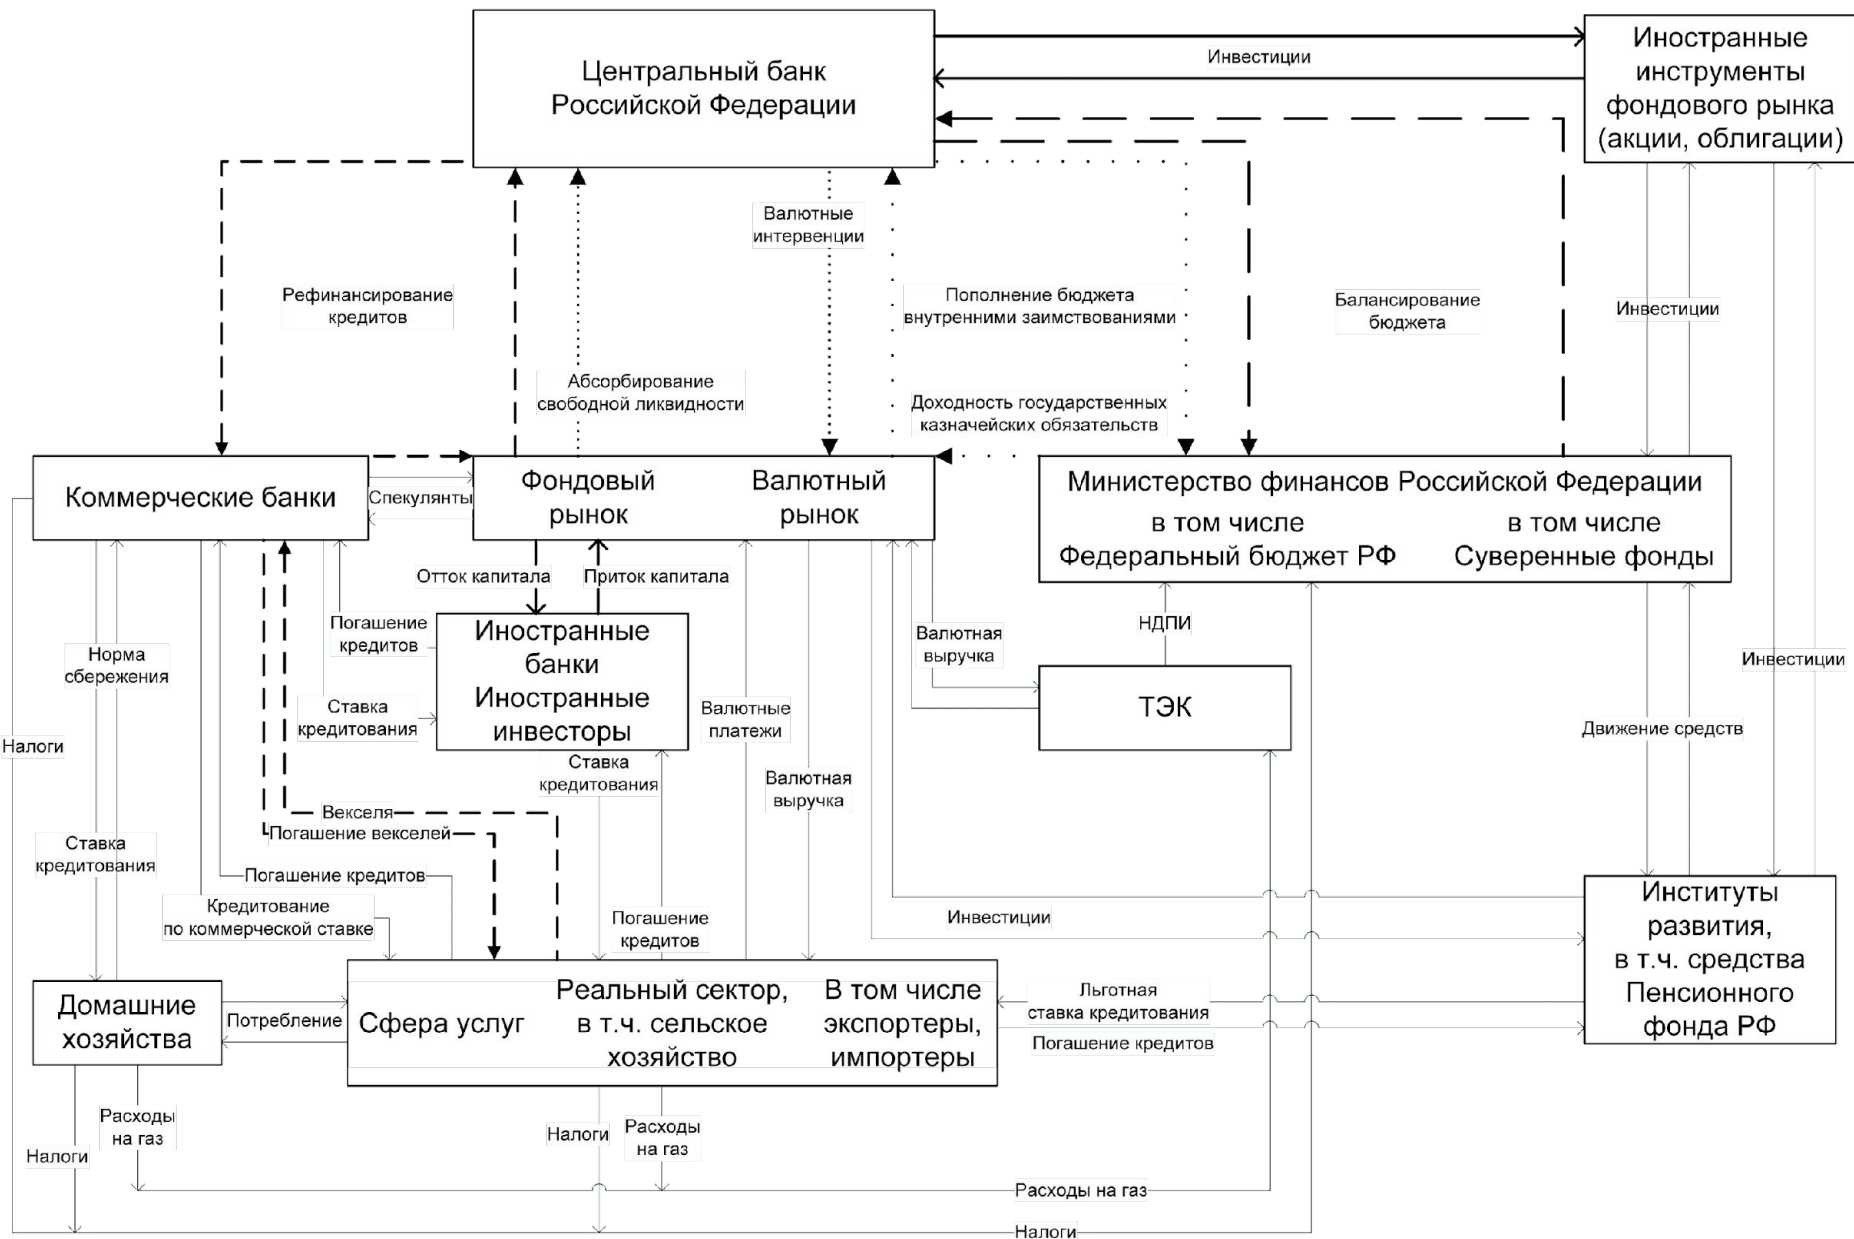 Центральный банк
Российской Федерации
Инвестиции
Иностранные
инструменты
фондового рынка
(акции, облигации)
Валютные
интервенции
Рефинансирование
кредитов
Пополнение бюджета
внутренними заимствованиями
Балансирование
бюджета
Инвестиции
Абсорбирование
свободной ликвидности
Доходность государственных
казначейских обязательств
Коммерческие банки
Спекулянты
Фондовый
рынок
Валютный
рынок
Министерство финансов Российской Федерации
в том числе
Федеральный бюджет РФ
в том числе
Суверенные фонды
Отток капитала
Приток капитала
Погашение
кредитов
Иностранные
банки
Иностранные
инвесторы
Валютная
выручка
НДПИ
Норма
сбережения
Инвестиции
Ставка
кредитования
Валютные
платежи
ТЭК
Движение средств
Налоги
Ставка
кредитования
Валютная
выручка
Векселя
Погашение векселей
Ставка
кредитования
Погашение кредитов
Кредитование
по коммерческой ставке
Погашение
кредитов
Инвестиции
Институты
развития,
в т.ч. средства
Пенсионного
фонда РФ
Домашние
хозяйства
Потребление
Сфера услуг
Реальный сектор,
в т.ч. сельское
хозяйство
В том числе
экспортеры,
импортеры
Льготная
ставка кредитования
Погашение кредитов
Расходы
на газ
Налоги
Налоги
Расходы
на газ
Расходы на газ
Налоги